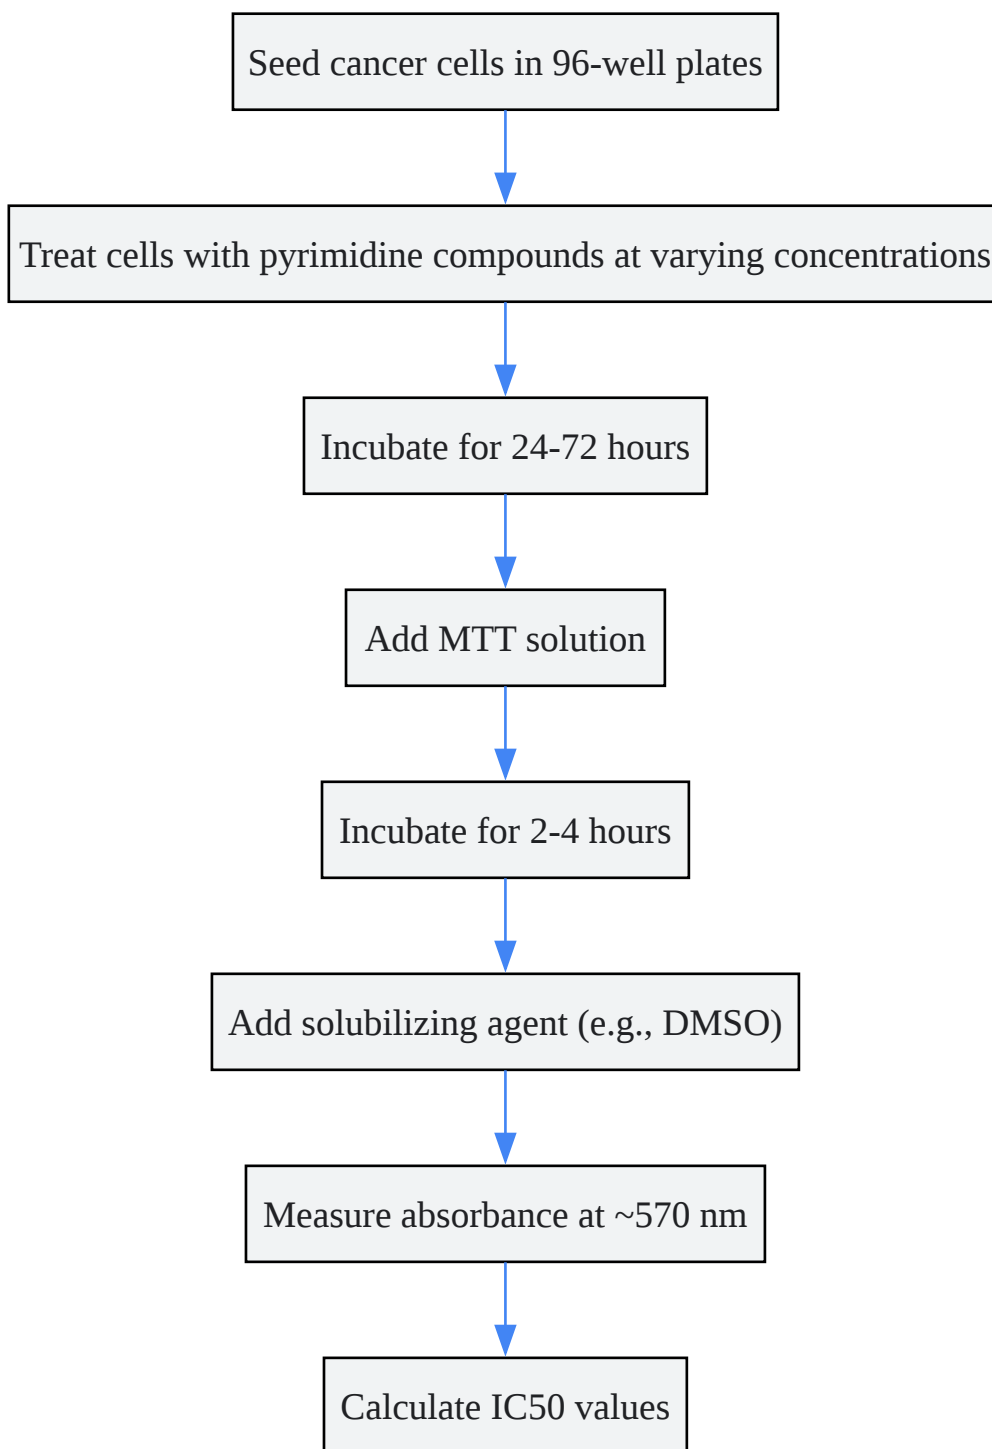 Seed cancer cells in 96-well plates
Treat cells with pyrimidine compounds at varying concentrations
Incubate for 24-72 hours
Add MTT solution
Incubate for 2-4 hours
Add solubilizing agent (e.g., DMSO)
Measure absorbance at ~570 nm
Calculate IC50 values